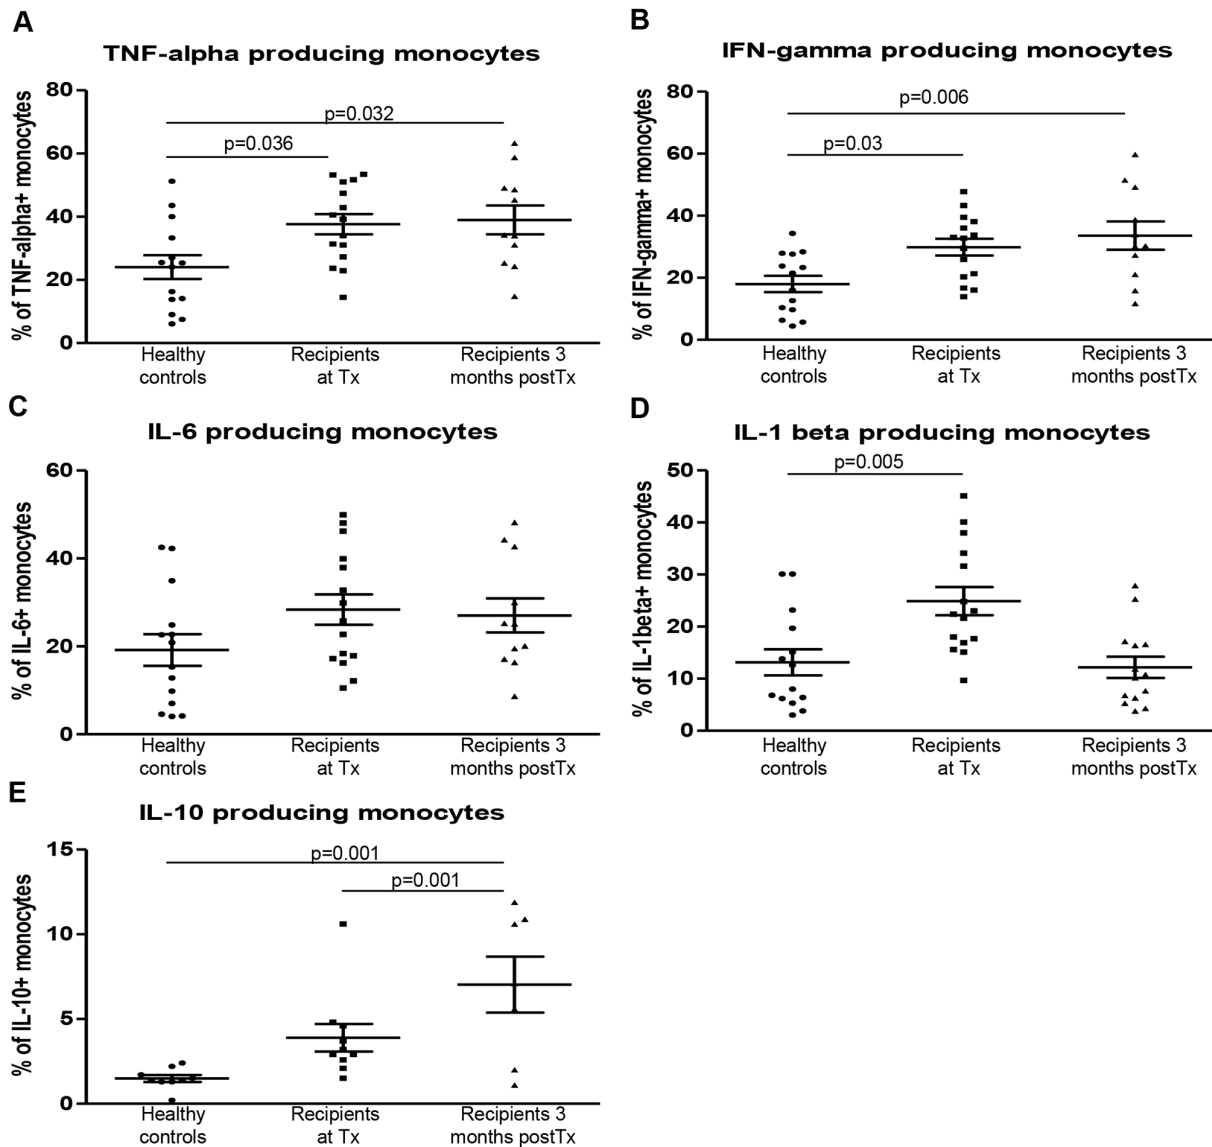 A
TNF-alpha producing monocytes
% of TNF-alpha+ monocytes
80
60
40
20
0
p=0.032
p=0.036
Healthy
controls
Recipients
at Tx
Recipients 3
months postTx
B
IFN-gamma producing monocytes
% of IFN-gamma+ monocytes
80
60
40
20
0
p=0.006
p=0.03
Healthy
controls
Recipients
at Tx
Recipients 3
months postTx
C
IL-6 producing monocytes
% of IL-6+ monocytes
60
40
20
0
Healthy
controls
Recipients
at Tx
Recipients 3
months postTx
D
IL-1 beta producing monocytes
% of IL-1beta+ monocytes
50
40
30
20
10
0
p=0.005
Healthy
controls
Recipients
at Tx
Recipients 3
months postTx
E
IL-10 producing monocytes
% of IL-10+ monocytes
15
10
5
0
p=0.001
p=0.001
Healthy
controls
Recipients
at Tx
Recipients 3
months postTx